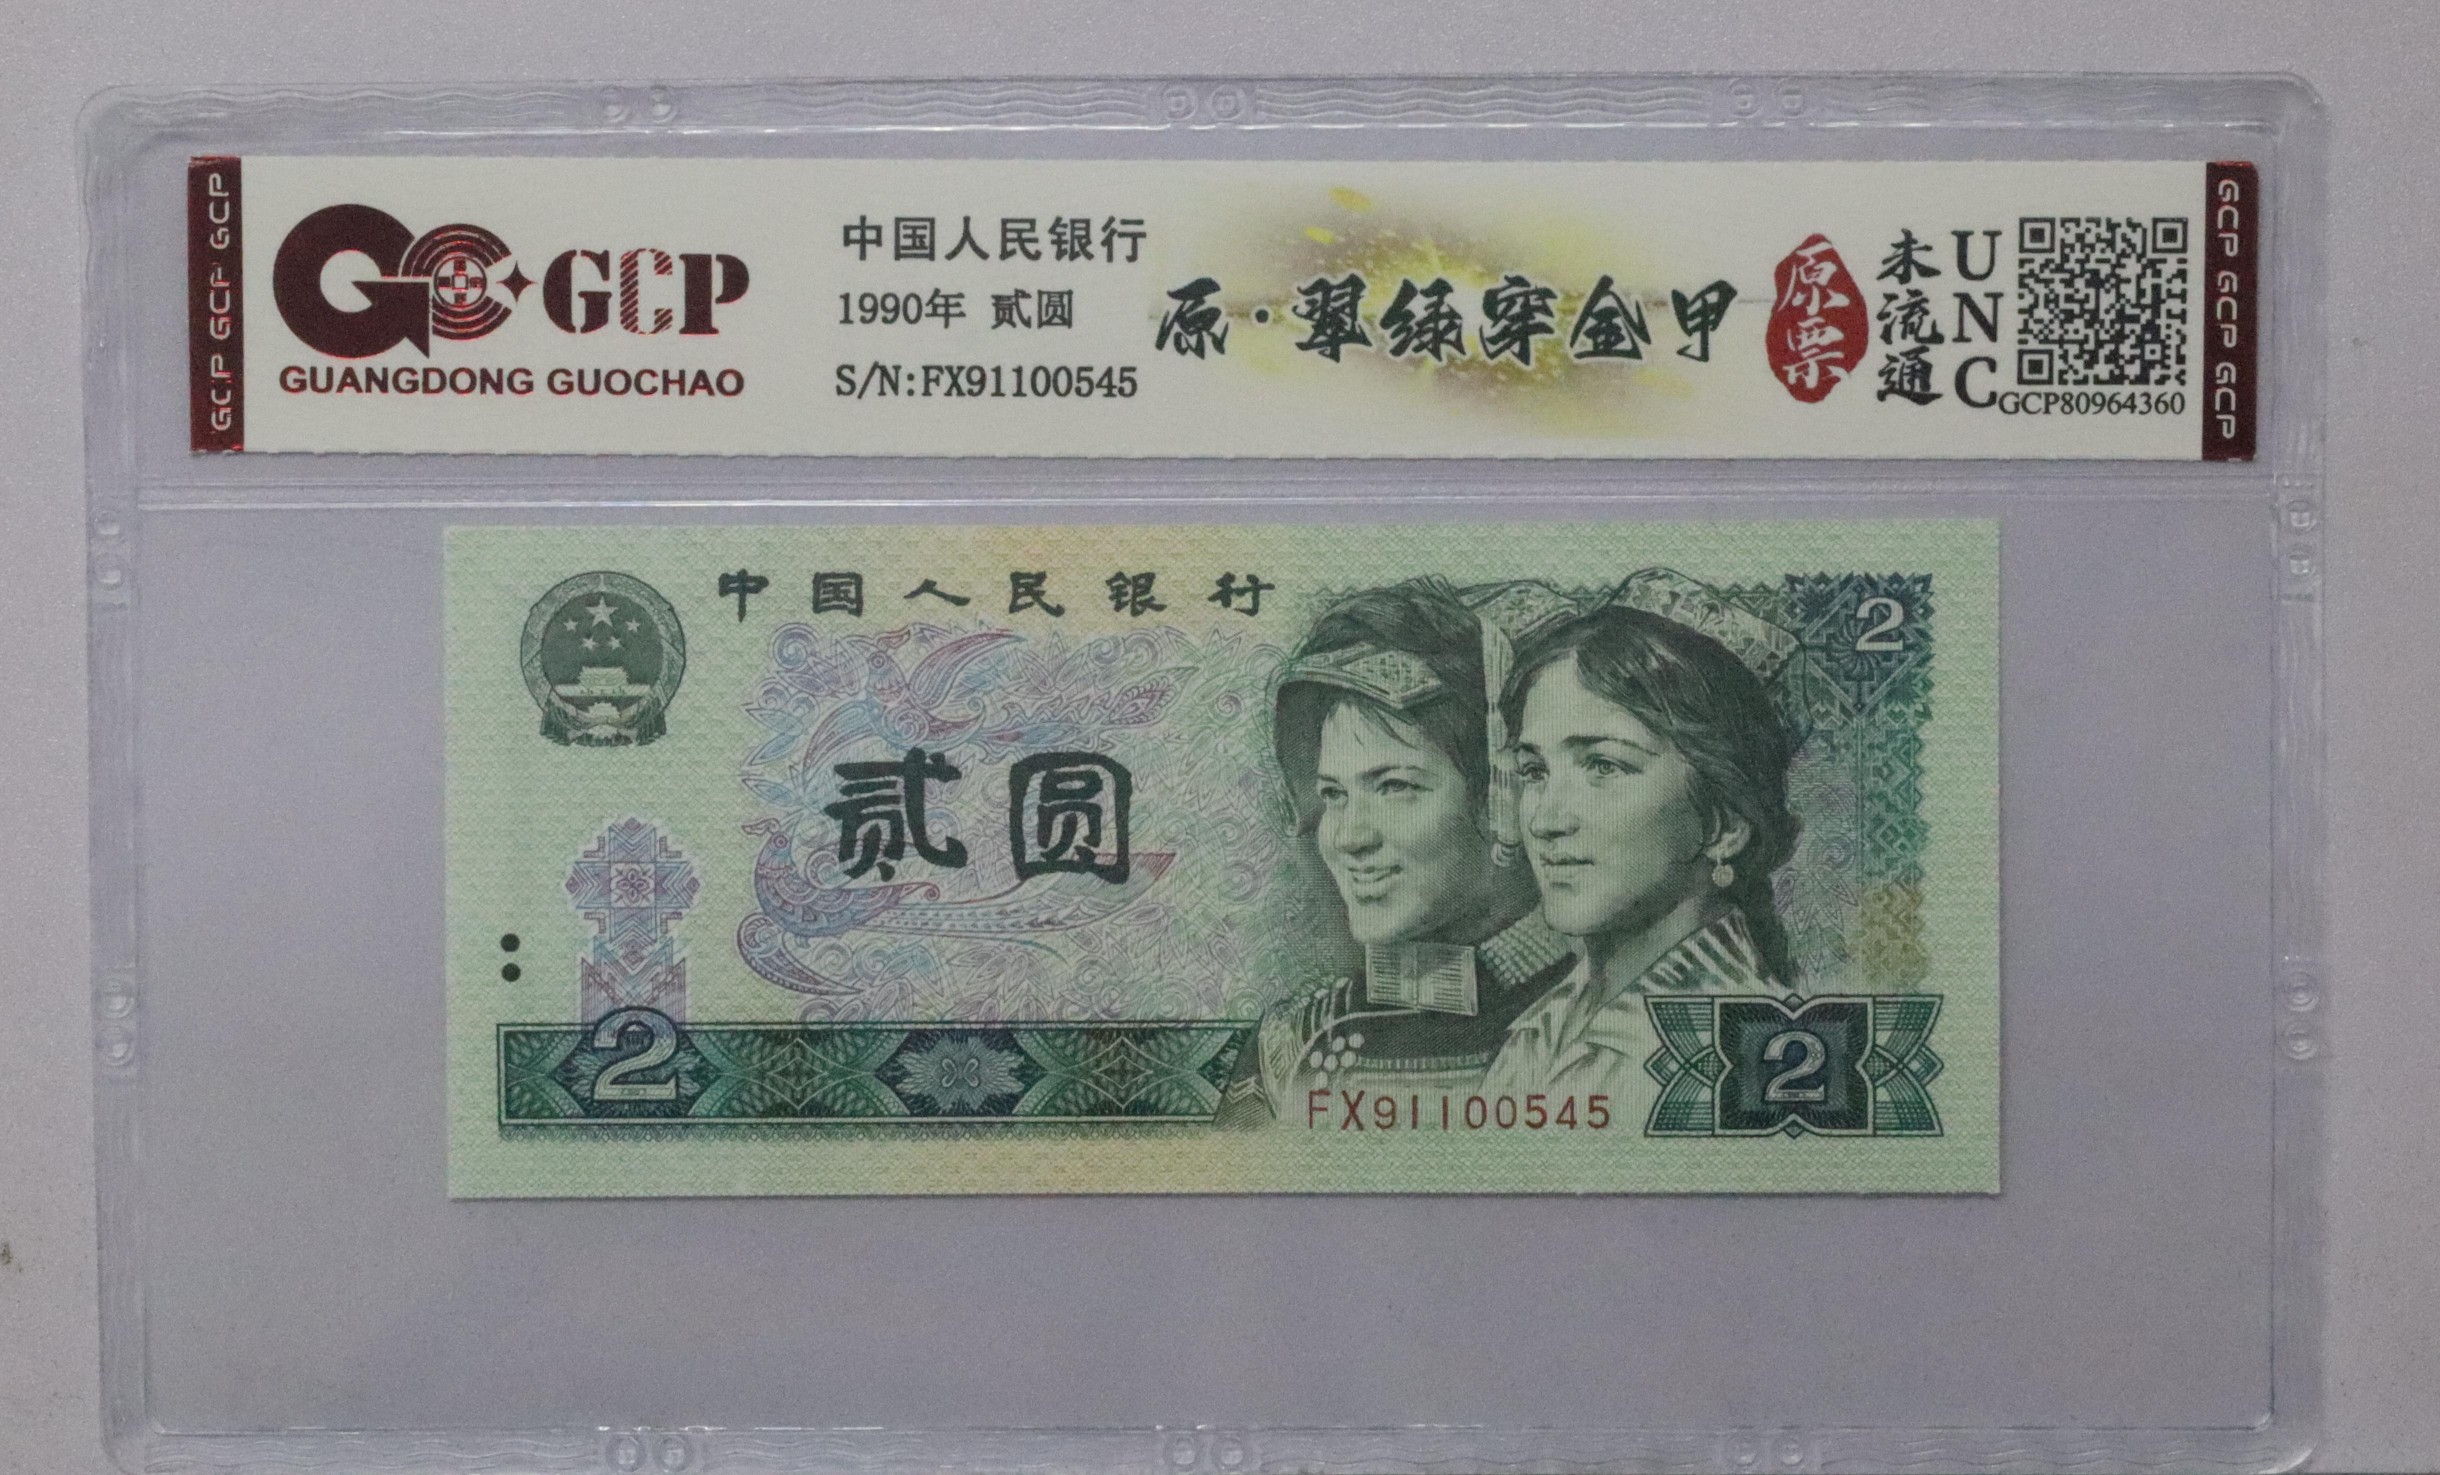 GCP GCP GCP
GCP
GUANGDONG GUOCHAO
中国人民银行
1990年 贰圆
S/N:FX91100545
原·翠绿穿金甲
原票
未流通
UNC
GCP80964360
GCP GCP GCP
中国人民银行
2
贰圆
2
FX91100545
2